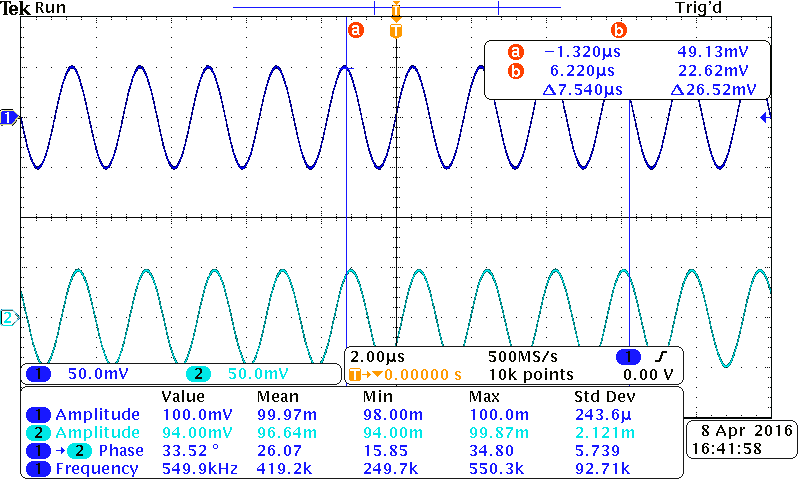 Tek Run Trig'd
T
a T b
a −1.320µs 49.13mV
b 6.220µs 22.62mV
Δ7.540µs Δ26.52mV
1
2
1 50.0mV 2 50.0mV
2.00µs 500MS/s 1
T→▼0.00000 s 10k points 0.00 V
Value Mean Min Max Std Dev
1 Amplitude 100.0mV 99.97m 98.00m 100.0m 243.6µ
2 Amplitude 94.00mV 96.64m 94.00m 99.87m 2.121m
1 → 2 Phase 33.52 ° 26.07 15.85 34.80 5.739
1 Frequency 549.9kHz 419.2k 249.7k 550.3k 92.71k
8 Apr 2016
16:41:58